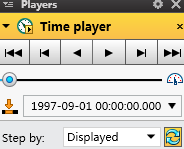 Players
Time player
1997-09-01 00:00:00.000
Step by: Displayed